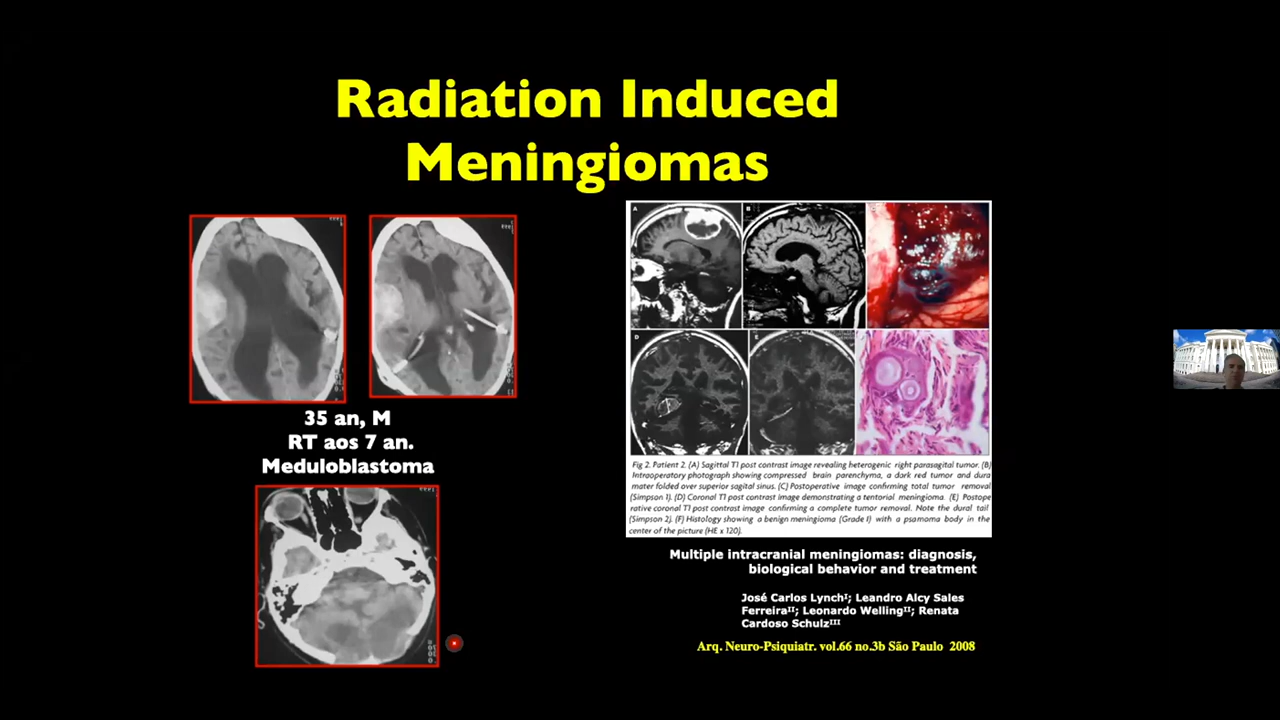 Radiation Induced
Meningiomas
35 an, M
RT aos 7 an.
Meduloblastoma
A
B
D
E
Fig 2. Patient 2. (A) Sagittal T1 post contrast image revealing heterogenic right parasagital tumor. (B)
Intraoperatory photograph showing compressed brain parenchyma, a dark red tumor and dura
mater folded over superior sagital sinus. (C) Postoperative image confirming total tumor removal
(Simpson 1). (D) Coronal T1 post contrast image demonstrating a tentorial meningioma. (E) Postope
rative coronal T1 post contrast image confirming a complete tumor removal. Note the dural tail
(Simpson 2). (F) Histology showing a benign meningioma (Grade I) with a psamoma body in the
center of the picture (HE x 120).
Multiple intracranial meningiomas: diagnosis,
biological behavior and treatment
José Carlos Lynchᴵ; Leandro Alcy Sales
Ferreiraᴵᴵ; Leonardo Wellingᴵᴵ; Renata
Cardoso Schulzᴵᴵᴵ
Arq. Neuro-Psiquiatr. vol.66 no.3b São Paulo 2008